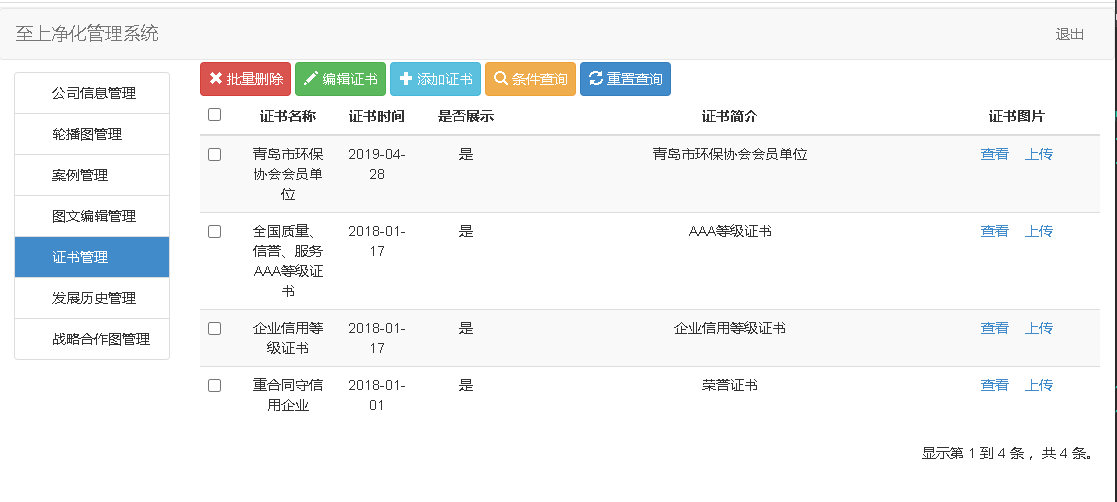 至上净化管理系统
退出
公司信息管理
轮播图管理
案例管理
图文编辑管理
证书管理
发展历史管理
战略合作图管理
批量删除 编辑证书 添加证书 条件查询 重置查询
证书名称 证书时间 是否展示 证书简介 证书图片
青岛市环保 2019-04- 是 青岛市环保协会会员单位 查看 上传
协会会员单 28
位
全国质量、 2018-01- 是 AAA等级证书 查看 上传
信誉、服务 17
AAA等级证
书
企业信用等 2018-01- 是 企业信用等级证书 查看 上传
级证书 17
重合同守信 2018-01- 是 荣誉证书 查看 上传
用企业 01
显示第 1 到 4 条 ，共 4 条。